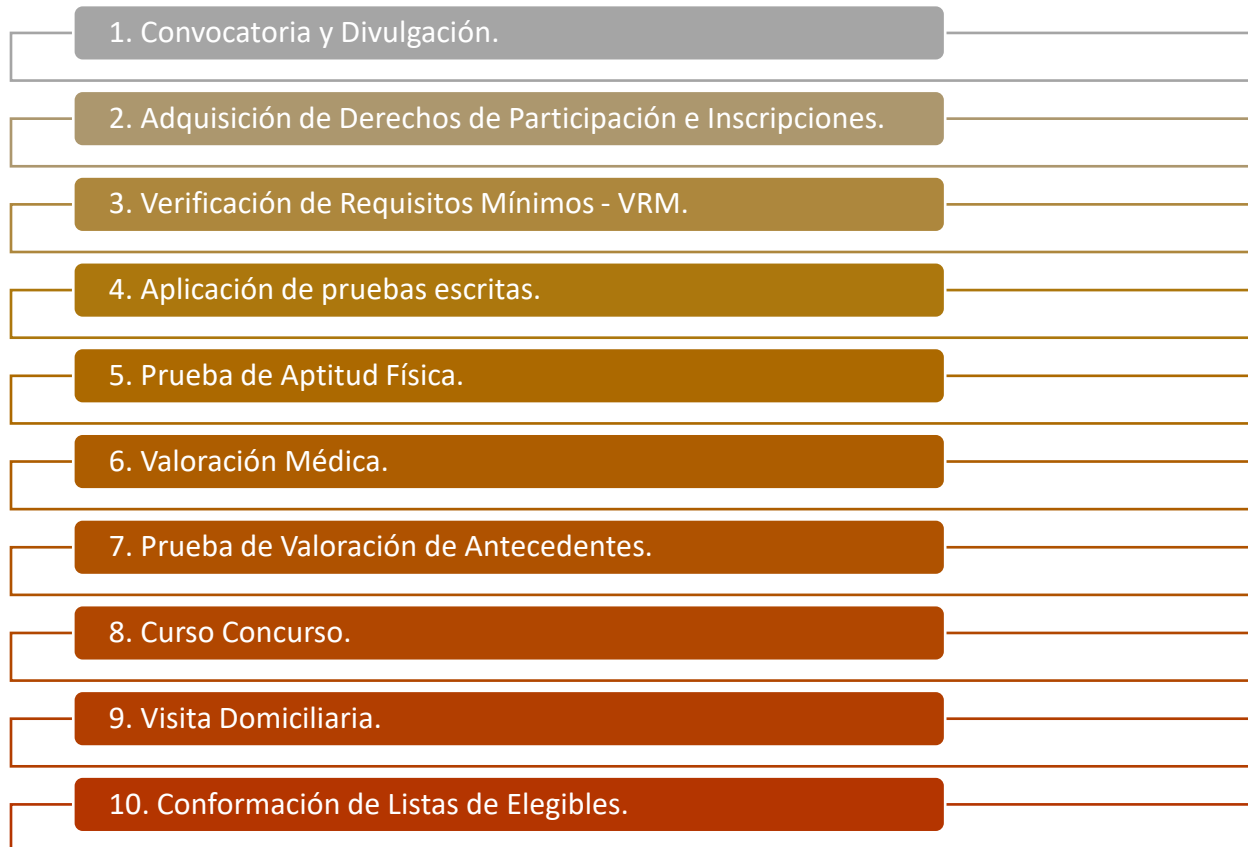 1. Convocatoria y Divulgación.
2. Adquisición de Derechos de Participación e Inscripciones.
3. Verificación de Requisitos Mínimos - VRM.
4. Aplicación de pruebas escritas.
5. Prueba de Aptitud Física.
6. Valoración Médica.
7. Prueba de Valoración de Antecedentes.
8. Curso Concurso.
9. Visita Domiciliaria.
10. Conformación de Listas de Elegibles.